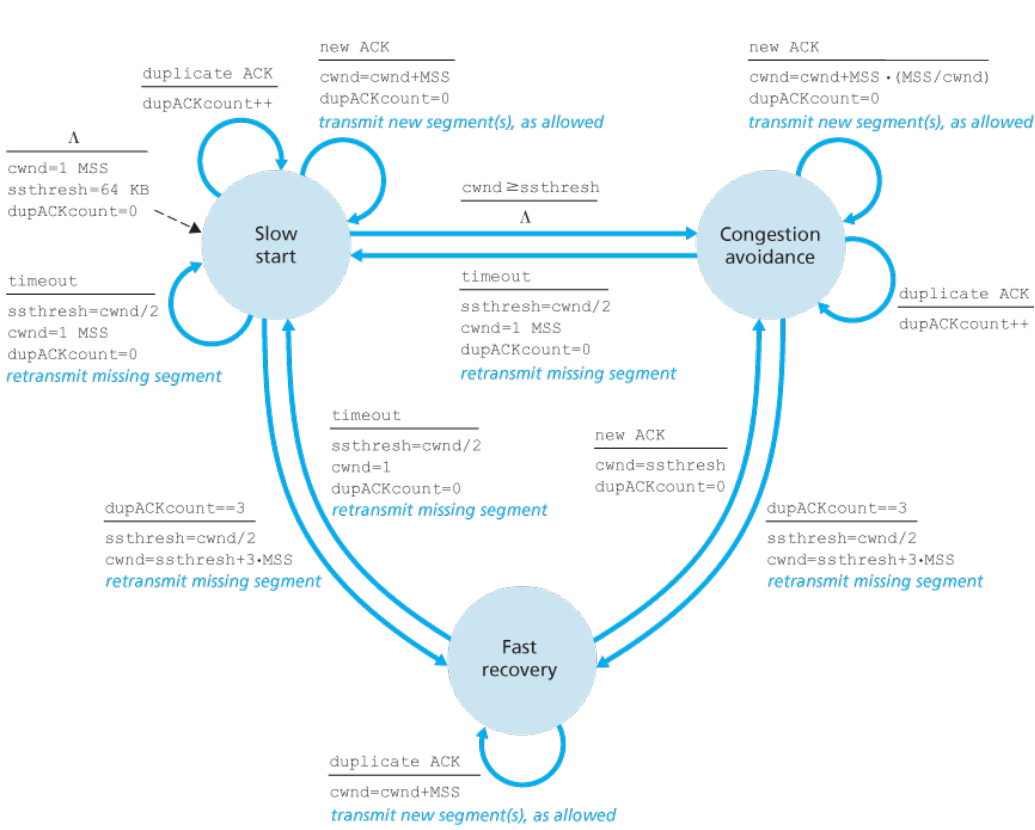 new ACK
cwnd=cwnd+MSS
dupACKcount=0
transmit new segment(s), as allowed
duplicate ACK
dupACKcount++
Λ
cwnd=1 MSS
ssthresh=64 KB
dupACKcount=0
Slow
start
timeout
ssthresh=cwnd/2
cwnd=1 MSS
dupACKcount=0
retransmit missing segment
cwnd≥ssthresh
Λ
timeout
ssthresh=cwnd/2
cwnd=1 MSS
dupACKcount=0
retransmit missing segment
new ACK
cwnd=cwnd+MSS•(MSS/cwnd)
dupACKcount=0
transmit new segment(s), as allowed
Congestion
avoidance
duplicate ACK
dupACKcount++
timeout
ssthresh=cwnd/2
cwnd=1
dupACKcount=0
retransmit missing segment
new ACK
cwnd=ssthresh
dupACKcount=0
dupACKcount==3
ssthresh=cwnd/2
cwnd=ssthresh+3•MSS
retransmit missing segment
dupACKcount==3
ssthresh=cwnd/2
cwnd=ssthresh+3•MSS
retransmit missing segment
Fast
recovery
duplicate ACK
cwnd=cwnd+MSS
transmit new segment(s), as allowed